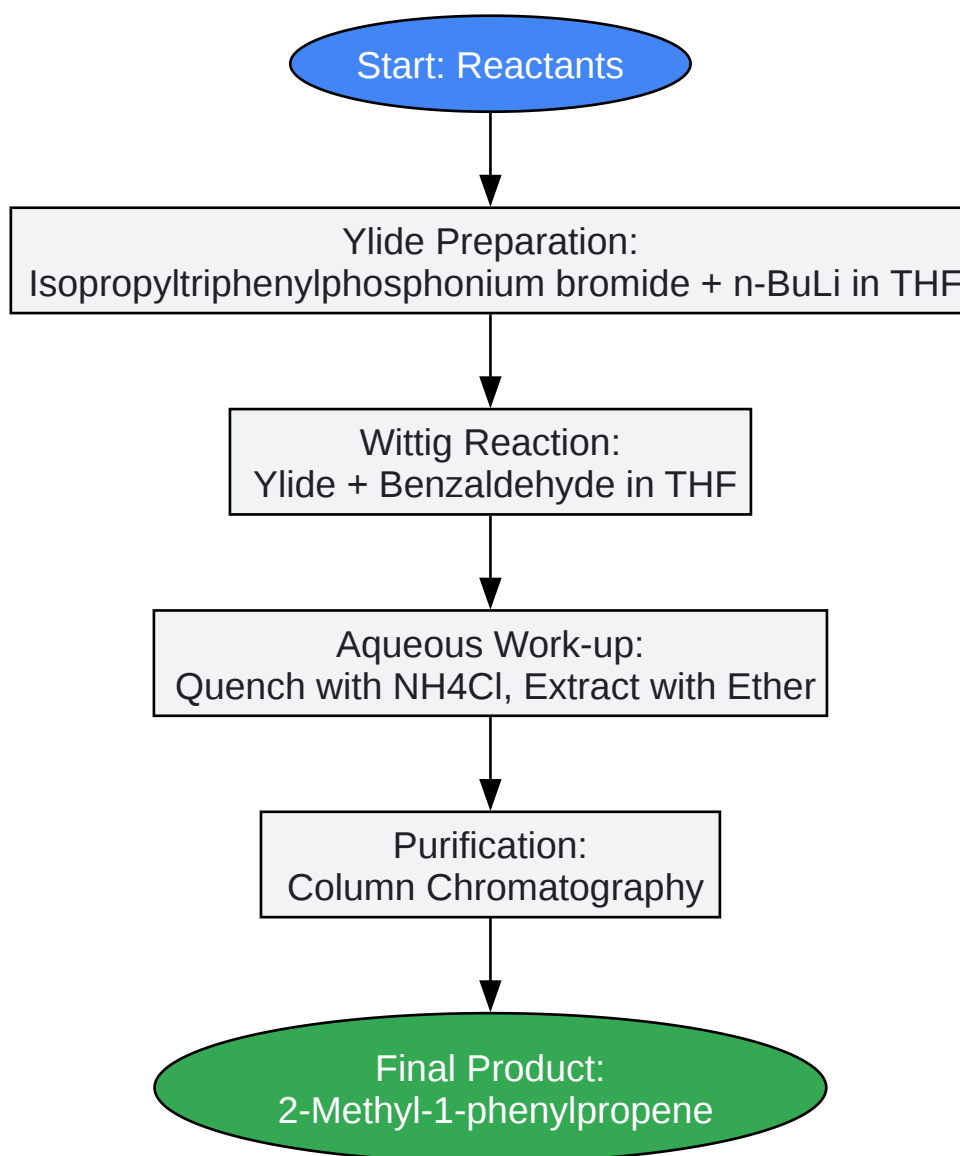 Start: Reactants
Ylide Preparation:
Isopropyltriphenylphosphonium bromide + n-BuLi in THF
Wittig Reaction:
Ylide + Benzaldehyde in THF
Aqueous Work-up:
Quench with NH4Cl, Extract with Ether
Purification:
Column Chromatography
Final Product:
2-Methyl-1-phenylpropene